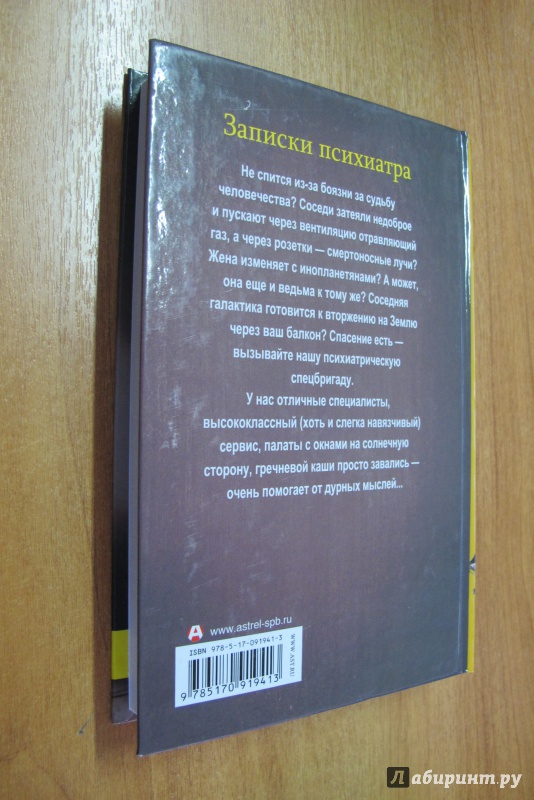 Записки психиатра
Не спится из-за боязни за судьбу
человечества? Соседи затеяли недоброе
и пускают через вентиляцию отравляющий
газ, а через розетки — смертоносные лучи?
Жена изменяет с инопланетянами? А может,
она еще и ведьма к тому же? Соседняя
галактика готовится к вторжению на Землю
через ваш балкон? Спасение есть —
вызывайте нашу психиатрическую
спецбригаду.
У нас отличные специалисты,
высококлассный (хоть и слегка навязчивый)
сервис, палаты с окнами на солнечную
сторону, гречневой каши просто завались —
очень помогает от дурных мыслей...
www.astrel-spb.ru
ISBN 978-5-17-091941-3
9 785170 919413
WWW.AST.RU
Лабиринт.ру